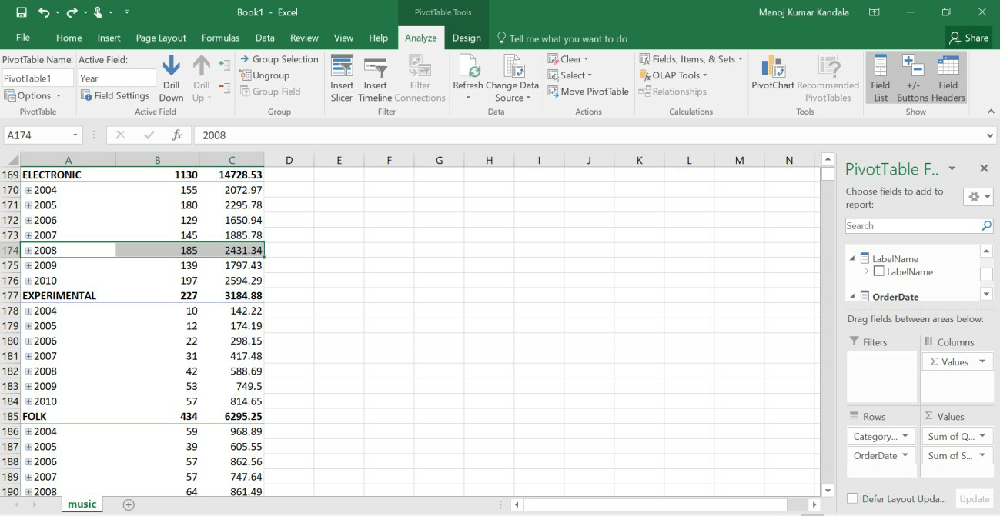 Book1 - Excel
PivotTable Tools
Manoj Kumar Kandala
File Home Insert Page Layout Formulas Data Review View Help Analyze Design Tell me what you want to do Share
PivotTable Name: Active Field:
PivotTable1 Year
Options Field Settings
Drill Down
Drill Up
Group Selection
Ungroup
Group Field
Insert Slicer
Insert Timeline
Filter Connections
Refresh
Change Data Source
Clear
Select
Move PivotTable
Fields, Items, & Sets
OLAP Tools
Relationships
PivotChart
Recommended PivotTables
Field List
+/- Buttons
Field Headers
PivotTable Active Field Group Filter Data Actions Calculations Tools Show
A174 fx 2008
A B C D E F G H I J K L M N
169 ELECTRONIC 1130 14728.53
170 2004 155 2072.97
171 2005 180 2295.78
172 2006 129 1650.94
173 2007 145 1885.78
174 2008 185 2431.34
175 2009 139 1797.43
176 2010 197 2594.29
177 EXPERIMENTAL 227 3184.88
178 2004 10 142.22
179 2005 12 174.19
180 2006 22 298.15
181 2007 31 417.48
182 2008 42 588.69
183 2009 53 749.5
184 2010 57 814.65
185 FOLK 434 6295.25
186 2004 59 968.89
187 2005 39 605.55
188 2006 57 862.56
189 2007 57 747.64
190 2008 64 861.49
music
PivotTable F..
Choose fields to add to
report:
Search
LabelName
LabelName
OrderDate
Drag fields between areas below:
Filters Columns
Σ Values
Rows Σ Values
Category... Sum of Q...
OrderDate Sum of S...
Defer Layout Upda... Update